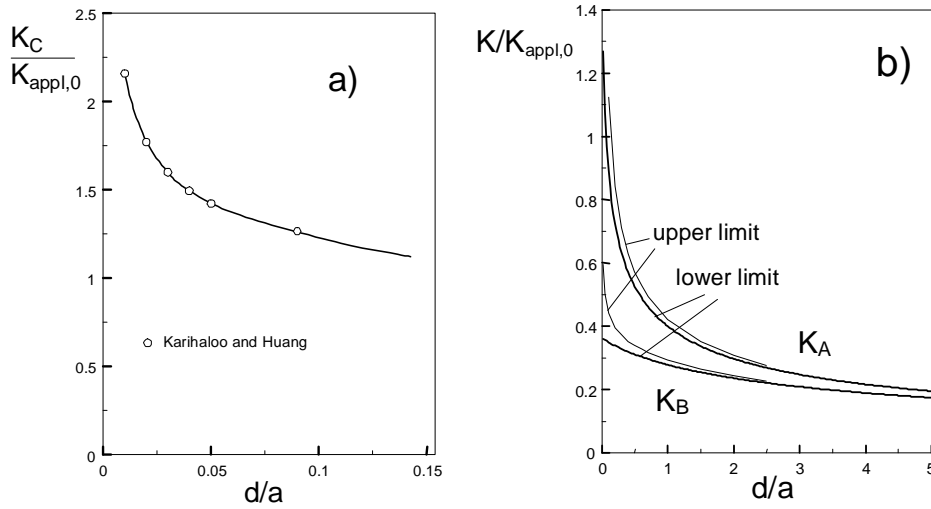 2.5
K_C
K_appl,0
a)
2
1.5
1
Karihaloo and Huang
0.5
0
0 0.05 0.1 0.15
d/a
1.4
K/K_appl,0
b)
1.2
1
0.8
upper limit
0.6
lower limit
0.4
K_A
0.2
K_B
0
0 1 2 3 4 5
d/a